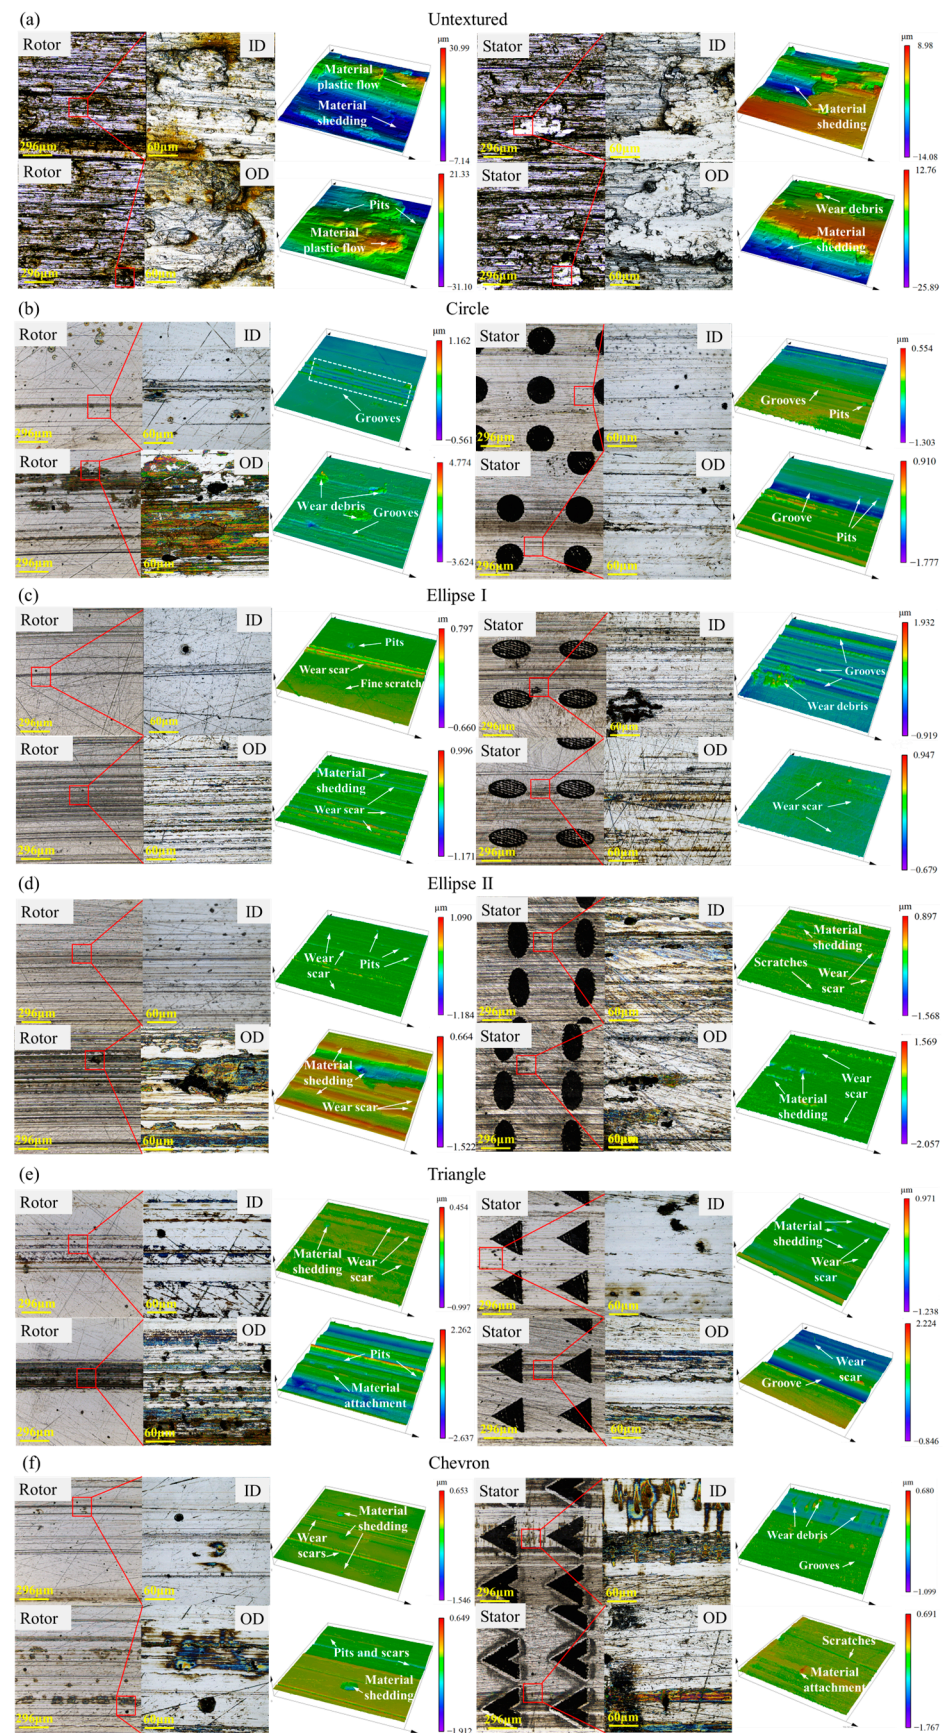 (a) Untextured
Rotor ID
30.99
Material
plastic flow
Material
shedding
−7.14
296μm 60μm
Stator ID
8.98
Material
shedding
−14.08
296μm 60μm
Rotor OD
21.33
Pits
Material
plastic flow
−31.10
296μm 60μm
Stator OD
12.76
Wear debris
Material
shedding
−25.89
296μm 60μm
(b) Circle
Rotor ID
μm
1.162
Grooves
−0.561
296μm 60μm
Stator ID
μm
0.554
Grooves
Pits
−1.303
296μm 60μm
Rotor OD
4.774
Wear debris
Grooves
−3.624
296μm 60μm
Stator OD
0.910
Groove
Pits
−1.777
296μm 60μm
(c) Ellipse I
Rotor ID
μm
0.797
Pits
Wear scar
Fine scratch
−0.660
296μm 60μm
Stator ID
μm
1.932
Grooves
Wear debris
−0.919
296μm 60μm
Rotor OD
0.996
Material
shedding
Wear scar
−1.171
296μm 60μm
Stator OD
0.947
Wear scar
−0.679
296μm 60μm
(d) Ellipse II
Rotor ID
μm
1.090
Wear
scar
Pits
−1.184
296μm 60μm
Stator ID
μm
0.897
Material
shedding
Scratches
Wear
scar
−1.568
296μm 60μm
Rotor OD
0.664
Material
shedding
Wear scar
−1.522
296μm 60μm
Stator OD
1.569
Wear
scar
Material
shedding
−2.057
296μm 60μm
(e) Triangle
Rotor ID
μm
0.454
Material
shedding
Wear
scar
−0.997
296μm 60μm
Stator ID
μm
0.971
Material
shedding
Wear
scar
−1.238
296μm 60μm
Rotor OD
2.262
Pits
Material
attachment
−2.637
296μm 60μm
Stator OD
2.224
Wear
scar
Groove
−0.846
296μm 60μm
(f) Chevron
Rotor ID
μm
0.653
Material
shedding
Wear
scars
−1.546
296μm 60μm
Stator ID
μm
0.680
Wear debris
Grooves
−1.099
296μm 60μm
Rotor OD
0.649
Pits and scars
Material
shedding
−1.912
296μm 60μm
Stator OD
0.691
Scratches
Material
attachment
−1.767
296μm 60μm